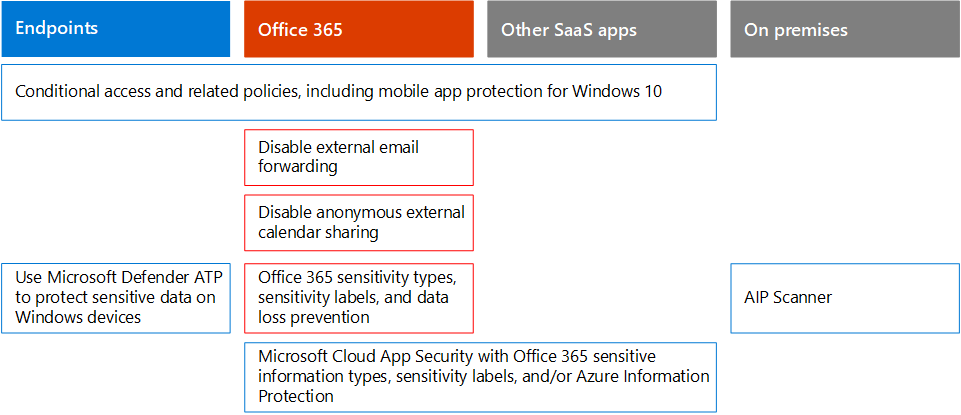 Endpoints
Office 365
Other SaaS apps
On premises
Conditional access and related policies, including mobile app protection for Windows 10
Disable external email
forwarding
Disable anonymous external
calendar sharing
Use Microsoft Defender ATP
to protect sensitive data on
Windows devices
Office 365 sensitivity types,
sensitivity labels, and data
loss prevention
AIP Scanner
Microsoft Cloud App Security with Office 365 sensitive
information types, sensitivity labels, and/or Azure Information
Protection